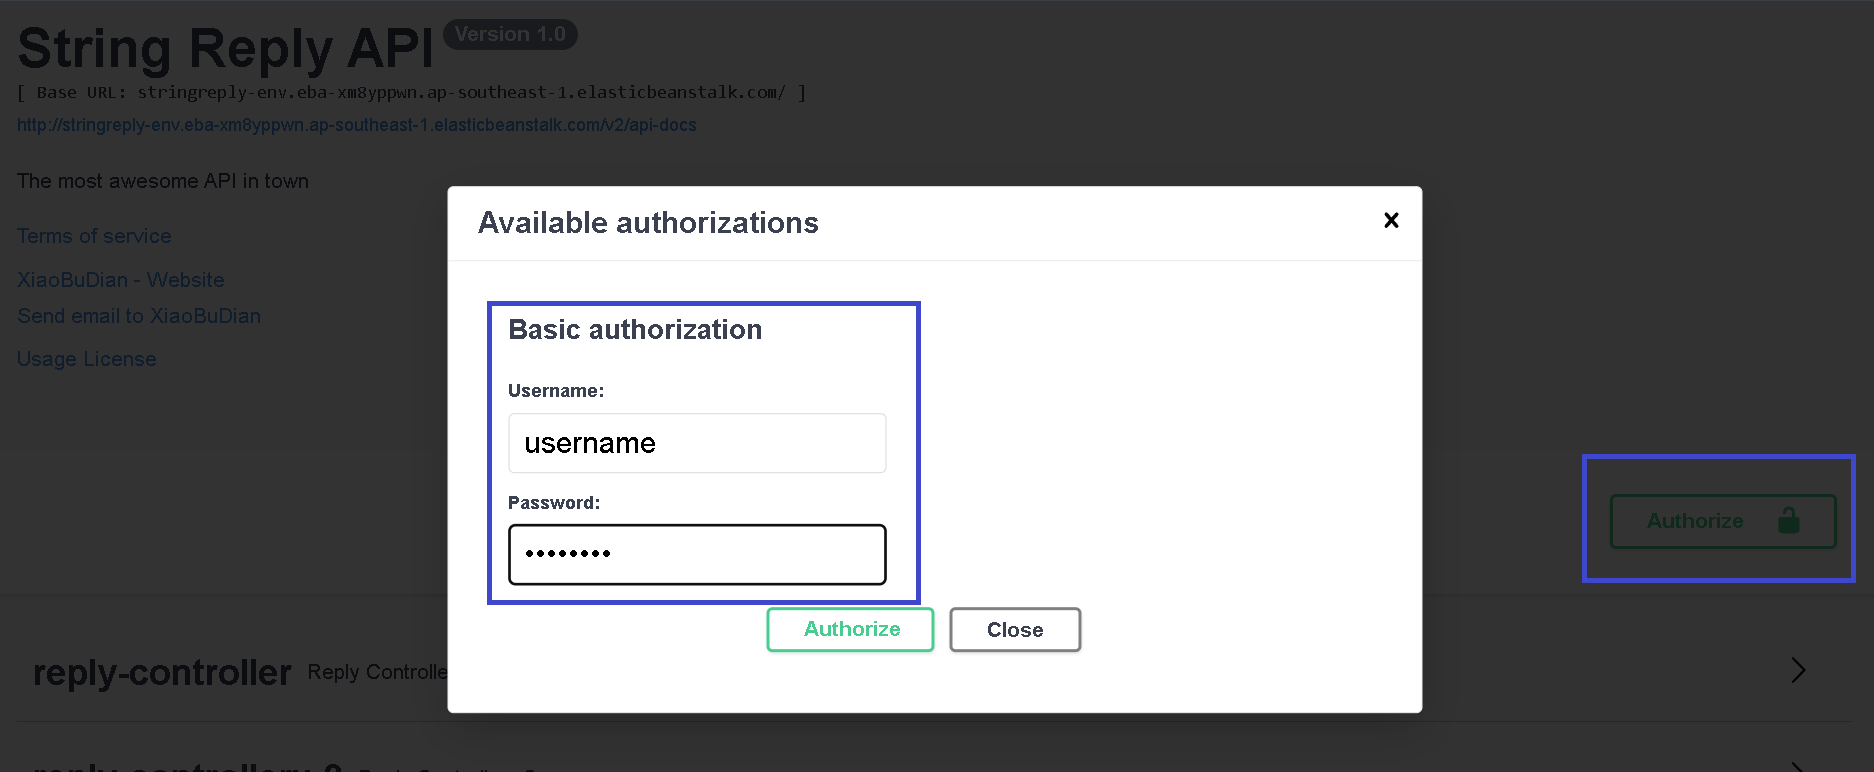 String Reply API Version 1.0
[ Base URL: stringreply-env.eba-xm8yppwn.ap-southeast-1.elasticbeanstalk.com/ ]
http://stringreply-env.eba-xm8yppwn.ap-southeast-1.elasticbeanstalk.com/v2/api-docs
The most awesome API in town
Terms of service
XiaoBuDian - Website
Send email to XiaoBuDian
Usage License
Available authorizations
Basic authorization
Username:
username
Password:
••••••••
Authorize Close
Authorize
reply-controller Reply Controlle